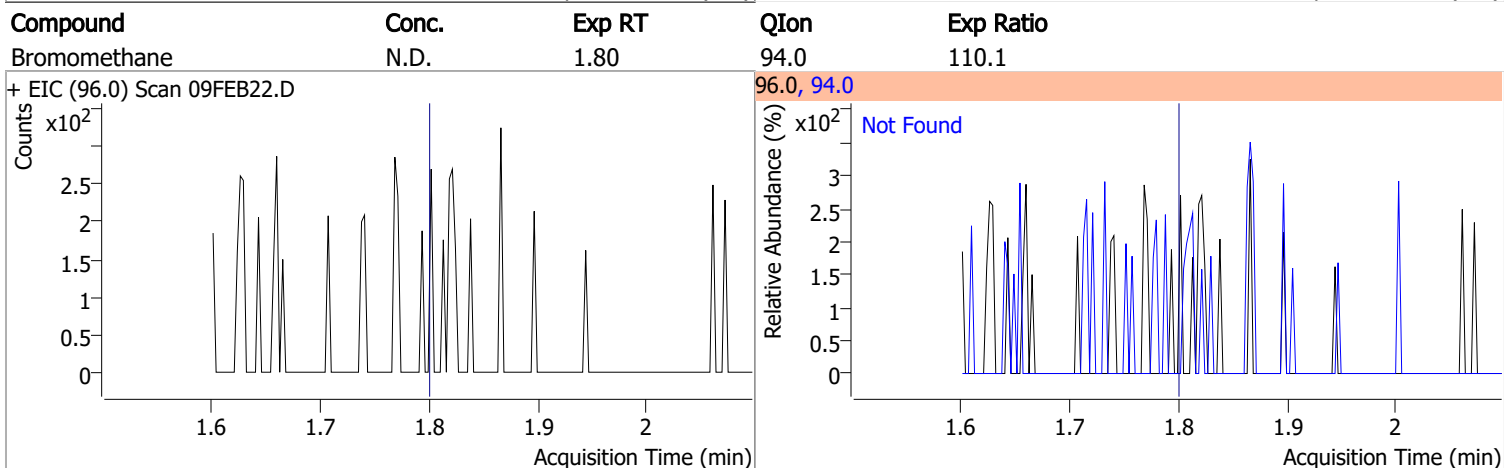 Compound Conc. Exp RT QIon Exp Ratio
Bromomethane N.D. 1.80 94.0 110.1
+ EIC (96.0) Scan 09FEB22.D
Counts
x10²
2.5
2
1.5
1
0.5
0
1.6 1.7 1.8 1.9 2
Acquisition Time (min)
96.0, 94.0
Relative Abundance (%)
x10²
Not Found
3
2.5
2
1.5
1
0.5
0
1.6 1.7 1.8 1.9 2
Acquisition Time (min)